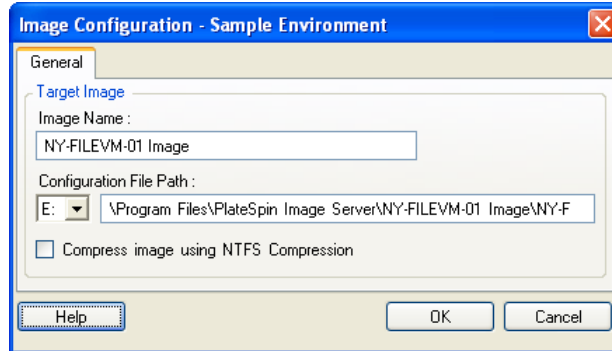 Image Configuration - Sample Environment
General
Target Image
Image Name :
NY-FILEVM-01 Image
Configuration File Path :
E: \Program Files\PlateSpin Image Server\NY-FILEVM-01 Image\NY-F
Compress image using NTFS Compression
Help OK Cancel